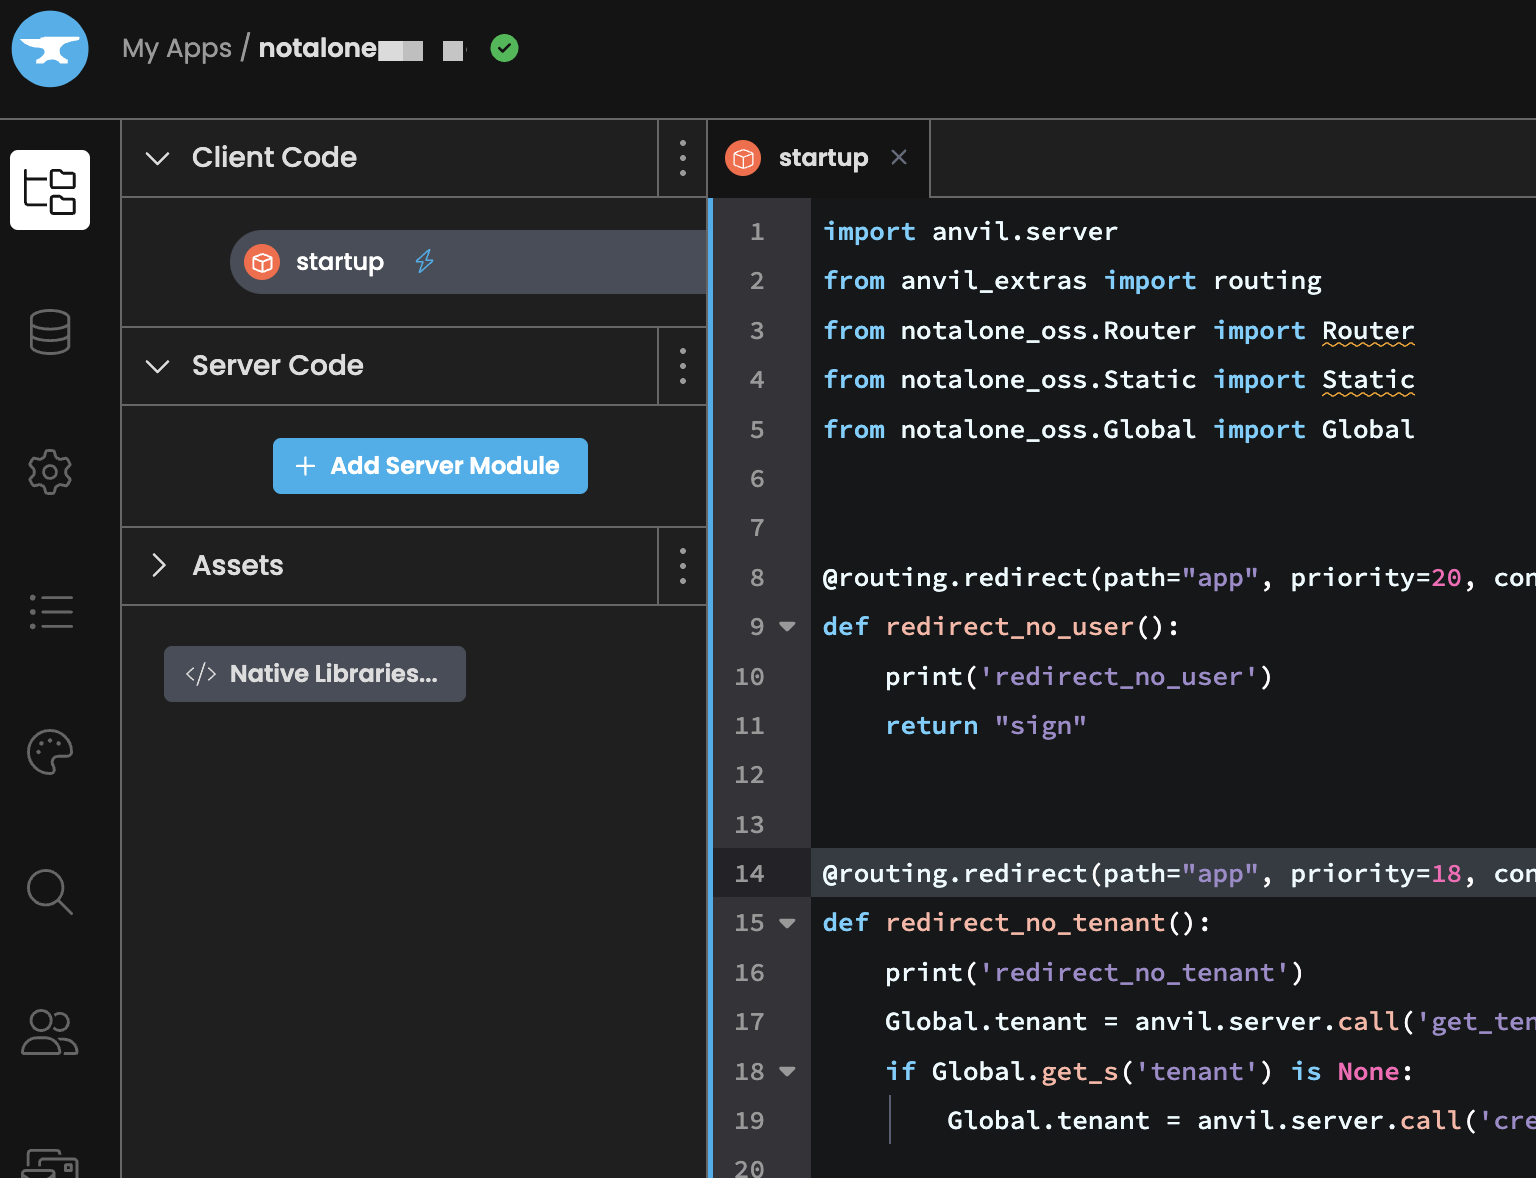 My Apps / notalone
Client Code
startup
startup
Server Code
+ Add Server Module
Assets
</> Native Libraries...
1 import anvil.server
2 from anvil_extras import routing
3 from notalone_oss.Router import Router
4 from notalone_oss.Static import Static
5 from notalone_oss.Global import Global
6
7
8 @routing.redirect(path="app", priority=20, con
9 def redirect_no_user():
10 print('redirect_no_user')
11 return "sign"
12
13
14 @routing.redirect(path="app", priority=18, con
15 def redirect_no_tenant():
16 print('redirect_no_tenant')
17 Global.tenant = anvil.server.call('get_ten
18 if Global.get_s('tenant') is None:
19 Global.tenant = anvil.server.call('cre
20